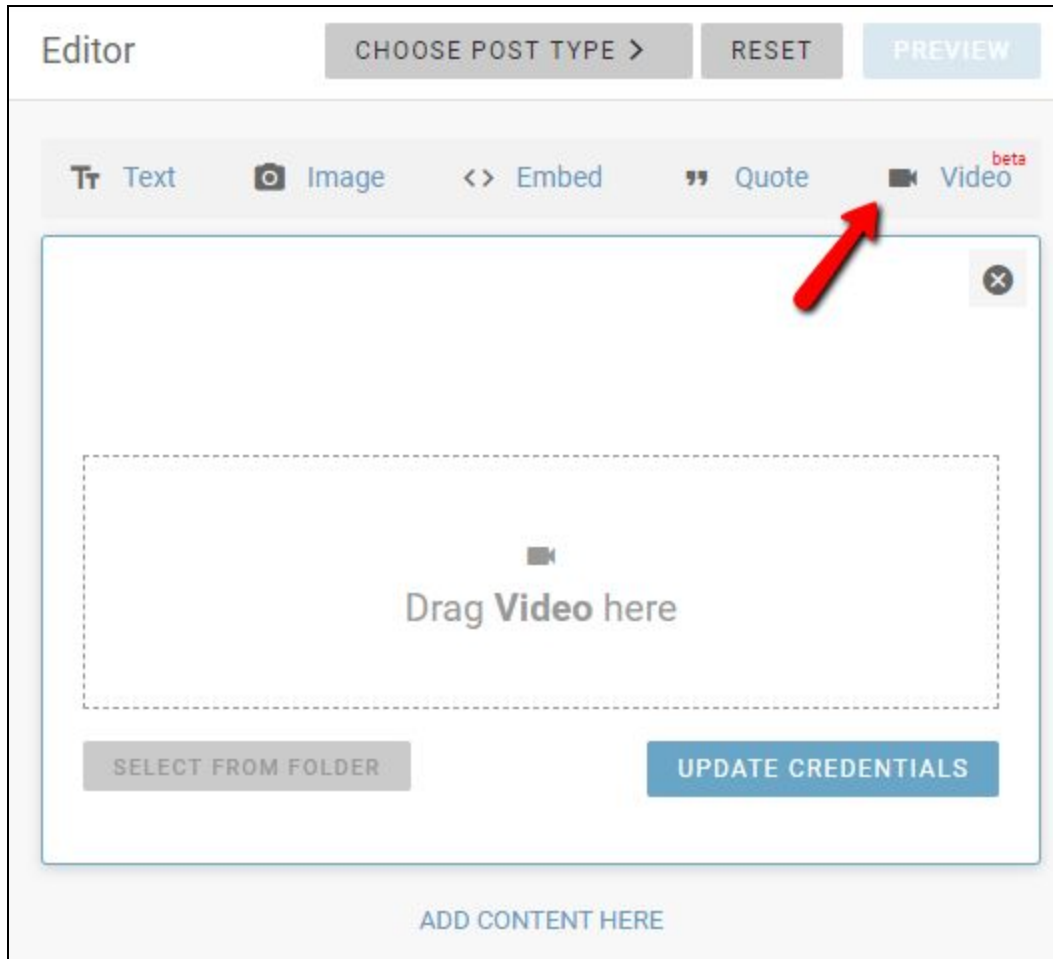 Editor CHOOSE POST TYPE > RESET PREVIEW
Text Image <> Embed Quote Video beta
Drag Video here
SELECT FROM FOLDER UPDATE CREDENTIALS
ADD CONTENT HERE